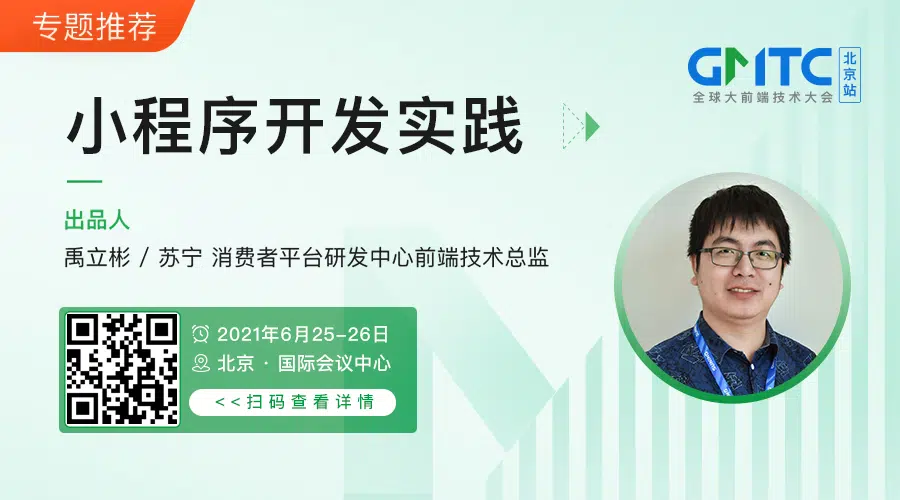 专题推荐
GMTC
北京站
全球大前端技术大会
小程序开发实践
出品人
禹立彬 / 苏宁 消费者平台研发中心前端技术总监
2021年6月25-26日
北京 · 国际会议中心
<<扫码查看详情